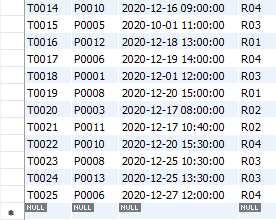 T0014 P0010 2020-12-16 09:00:00 R04
T0015 P0005 2020-10-01 11:00:00 R03
T0016 P0012 2020-12-18 13:00:00 R01
T0017 P0006 2020-12-19 14:00:00 R04
T0018 P0001 2020-12-01 12:00:00 R03
T0019 P0008 2020-12-20 15:00:00 R01
T0020 P0003 2020-12-17 08:00:00 R02
T0021 P0011 2020-12-17 10:40:00 R02
T0022 P0010 2020-12-20 15:30:00 R04
T0023 P0008 2020-12-25 10:30:00 R03
T0024 P0013 2020-12-25 13:30:00 R03
T0025 P0006 2020-12-27 12:00:00 R04
NULL NULL NULL NULL